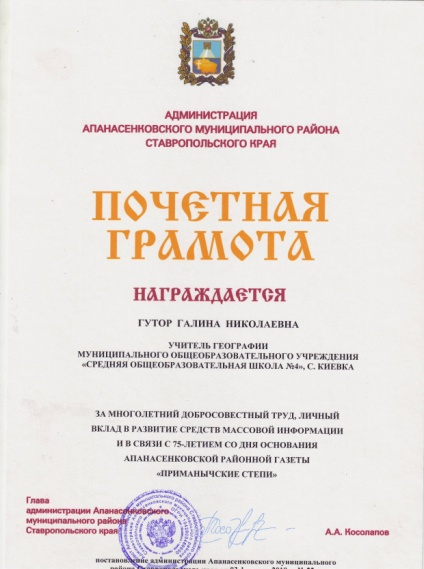 АДМИНИСТРАЦИЯ
АПАНАСЕНКОВСКОГО МУНИЦИПАЛЬНОГО РАЙОНА
СТАВРОПОЛЬСКОГО КРАЯ
ПОЧЕТНАЯ
ГРАМОТА
НАГРАЖДАЕТСЯ
ГУТОР ГАЛИНА НИКОЛАЕВНА
УЧИТЕЛЬ ГЕОГРАФИИ
МУНИЦИПАЛЬНОГО ОБЩЕОБРАЗОВАТЕЛЬНОГО УЧРЕЖДЕНИЯ
«СРЕДНЯЯ ОБЩЕОБРАЗОВАТЕЛЬНАЯ ШКОЛА №4», С. КИЕВКА
ЗА МНОГОЛЕТНИЙ ДОБРОСОВЕСТНЫЙ ТРУД, ЛИЧНЫЙ
ВКЛАД В РАЗВИТИЕ СРЕДСТВ МАССОВОЙ ИНФОРМАЦИИ
И В СВЯЗИ С 75-ЛЕТИЕМ СО ДНЯ ОСНОВАНИЯ
АПАНАСЕНКОВСКОЙ РАЙОННОЙ ГАЗЕТЫ
«ПРИМАНЫЧСКИЕ СТЕПИ»
Глава
администрации Апанасенковского
муниципального района
Ставропольского края
А.А. Косолапов
постановление администрации Апанасенковского муниципального